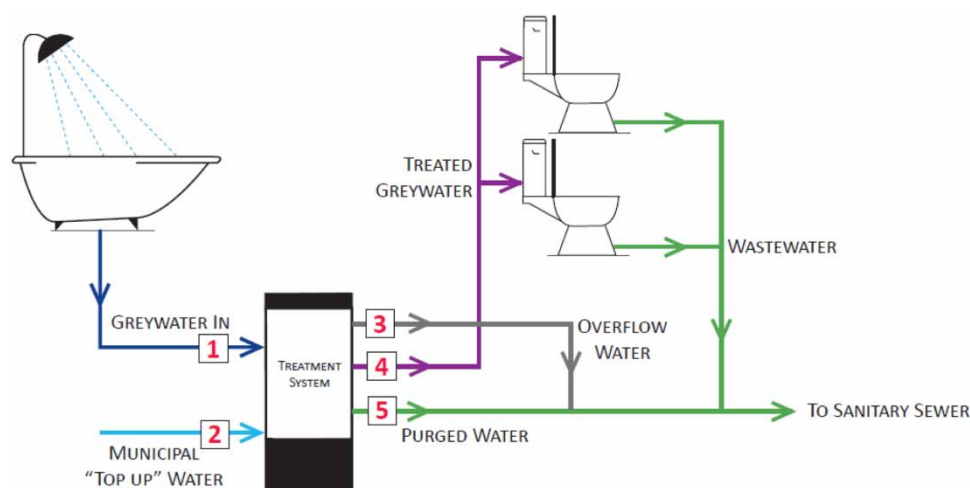 TREATED
GREYWATER
WASTEWATER
GREYWATER IN
1
3
OVERFLOW
WATER
TREATMENT
SYSTEM
4
5
TO SANITARY SEWER
PURGED WATER
2
MUNICIPAL
“TOP UP” WATER